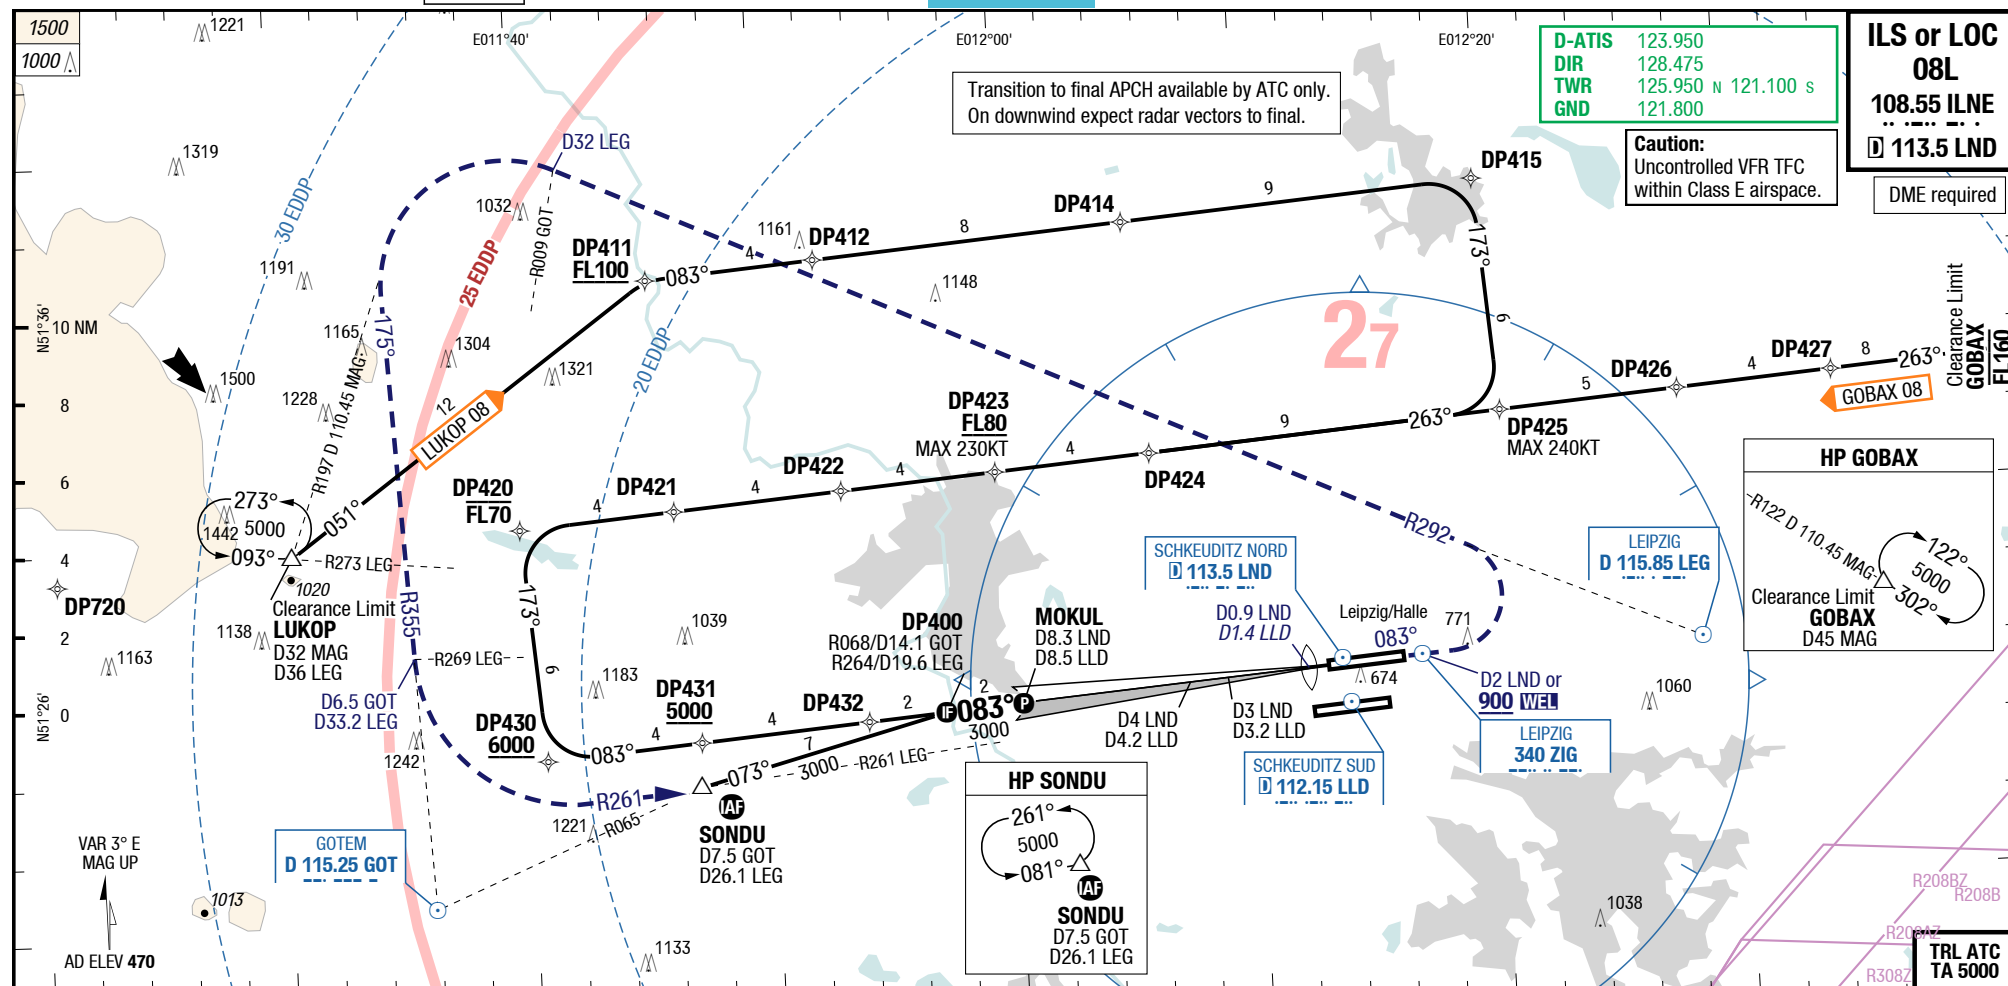 1500
1000
1221
E011°40'
E012°00'
E012°20'
D-ATIS 123.950
DIR 128.475
TWR 125.950 N 121.100 S
GND 121.800
ILS or LOC
08L
108.55 ILNE
D 113.5 LND
DME required
Caution:
Uncontrolled VFR TFC
within Class E airspace.
Transition to final APCH available by ATC only.
On downwind expect radar vectors to final.
D32 LEG
1319
30 EDDP
1032
R009 GOT
25 EDDP
1191
DP411
FL100
083°
4
1161
DP412
8
DP414
9
DP415
173°
6
1148
27
N51°36'
10 NM
8
6
4
2
0
N51°26'
1165
175°
1304
1321
20 EDDP
1500
1228
R197 D 110.45 MAG
12
LUKOP 08
051°
273°
5000
093°
1442
R273 LEG
1020
Clearance Limit
LUKOP
D32 MAG
D36 LEG
DP720
1138
1163
R355
R269 LEG
D6.5 GOT
D33.2 LEG
1242
DP420
FL70
4
DP421
4
DP422
4
DP423
FL80
MAX 230KT
4
DP424
9
263°
DP425
MAX 240KT
5
DP426
4
DP427
8
263°
GOBAX 08
Clearance Limit
GOBAX
FL160
HP GOBAX
R122 D 110.45 MAG
122°
5000
302°
Clearance Limit
GOBAX
D45 MAG
R292
LEIPZIG
D 115.85 LEG
SCHKEUDITZ NORD
D 113.5 LND
D0.9 LND
D1.4 LLD
Leipzig/Halle
083°
771
674
D2 LND or
900 WEL
LEIPZIG
340 ZIG
1060
173°
6
1039
1183
DP430
6000
083°
4
DP431
5000
4
DP432
2
DP400
R068/D14.1 GOT
R264/D19.6 LEG
IF
083°
2
3000
P
MOKUL
D8.3 LND
D8.5 LLD
D4 LND
D4.2 LLD
D3 LND
D3.2 LLD
SCHKEUDITZ SUD
D 112.15 LLD
7
073°
3000
R261 LEG
R261
IAF
SONDU
D7.5 GOT
D26.1 LEG
1221
R065
GOTEM
D 115.25 GOT
HP SONDU
261°
5000
081°
IAF
SONDU
D7.5 GOT
D26.1 LEG
VAR 3° E
MAG UP
AD ELEV 470
1013
1133
1038
R208BZ
R208B
R208AZ
R308Z
TRL ATC
TA 5000